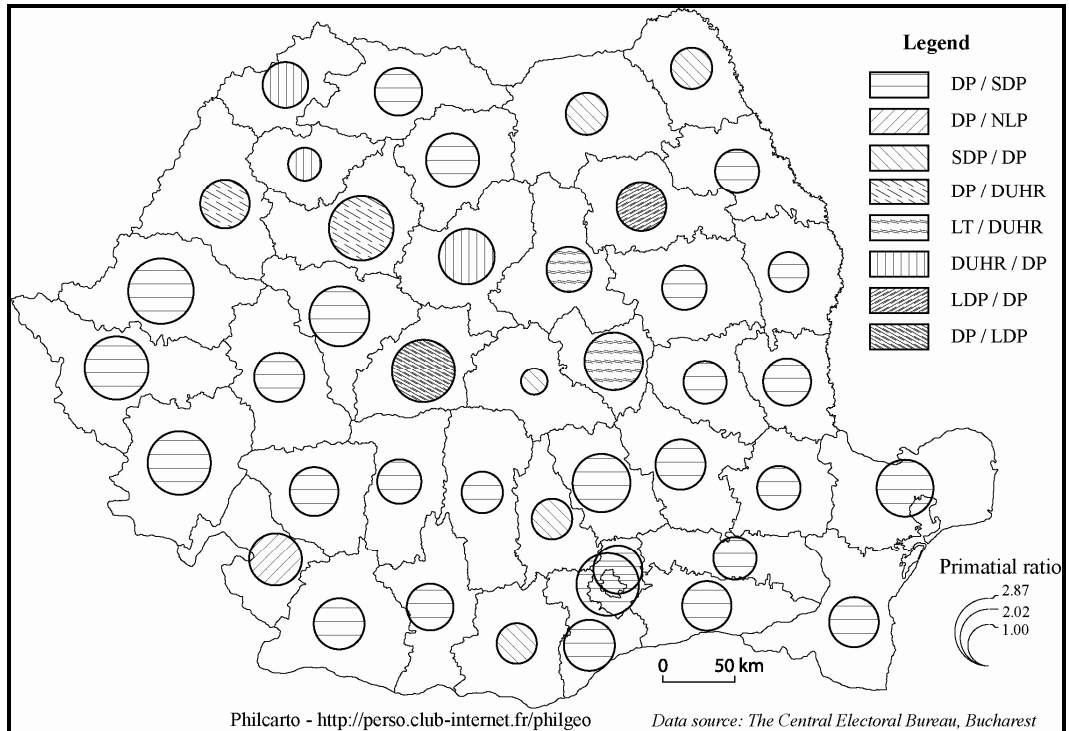 Legend
DP / SDP
DP / NLP
SDP / DP
DP / DUHR
LT / DUHR
DUHR / DP
LDP / DP
DP / LDP
Primatial ratio
2.87
2.02
1.00
0 50 km
Philcarto - http://perso.club-internet.fr/philgeo
Data source: The Central Electoral Bureau, Bucharest